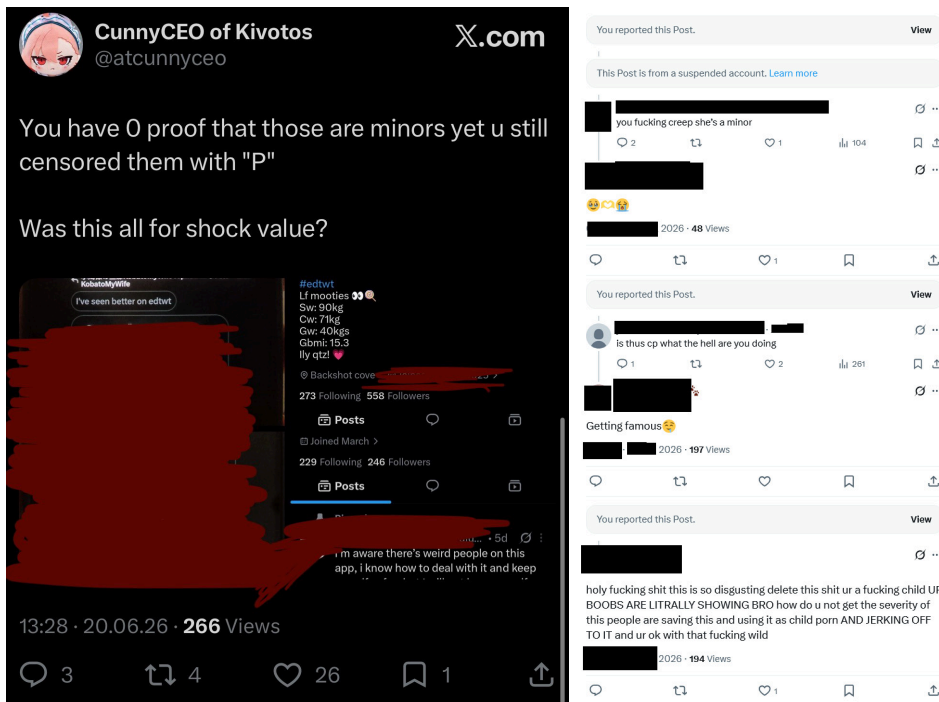 CunnyCEO of Kivotos
@atcunnyceo
X.com
You have 0 proof that those are minors yet u still
censored them with "P"
Was this all for shock value?
KobatoMyWife
I've seen better on edtwt
#edtwt
Lf mooties 👀🍭
Sw: 90kg
Cw: 71kg
Gw: 40kgs
Gbmi: 15.3
Ily qtz! 💗
Backshot cove
273 Following 558 Followers
Posts
Joined March >
229 Following 246 Followers
Posts
· 5d
I'm aware there's weird people on this
app, i know how to deal with it and keep
13:28 · 20.06.26 · 266 Views
3 4 26 1
You reported this Post. View
This Post is from a suspended account. Learn more
you fucking creep she's a minor
2 1 104
🥹🫶😭
2026 · 48 Views
1
You reported this Post. View
is thus cp what the hell are you doing
1 2 261
Getting famous😌
2026 · 197 Views
You reported this Post. View
holy fucking shit this is so disgusting delete this shit ur a fucking child UR
BOOBS ARE LITRALLY SHOWING BRO how do u not get the severity of
this people are saving this and using it as child porn AND JERKING OFF
TO IT and ur ok with that fucking wild
2026 · 194 Views
1